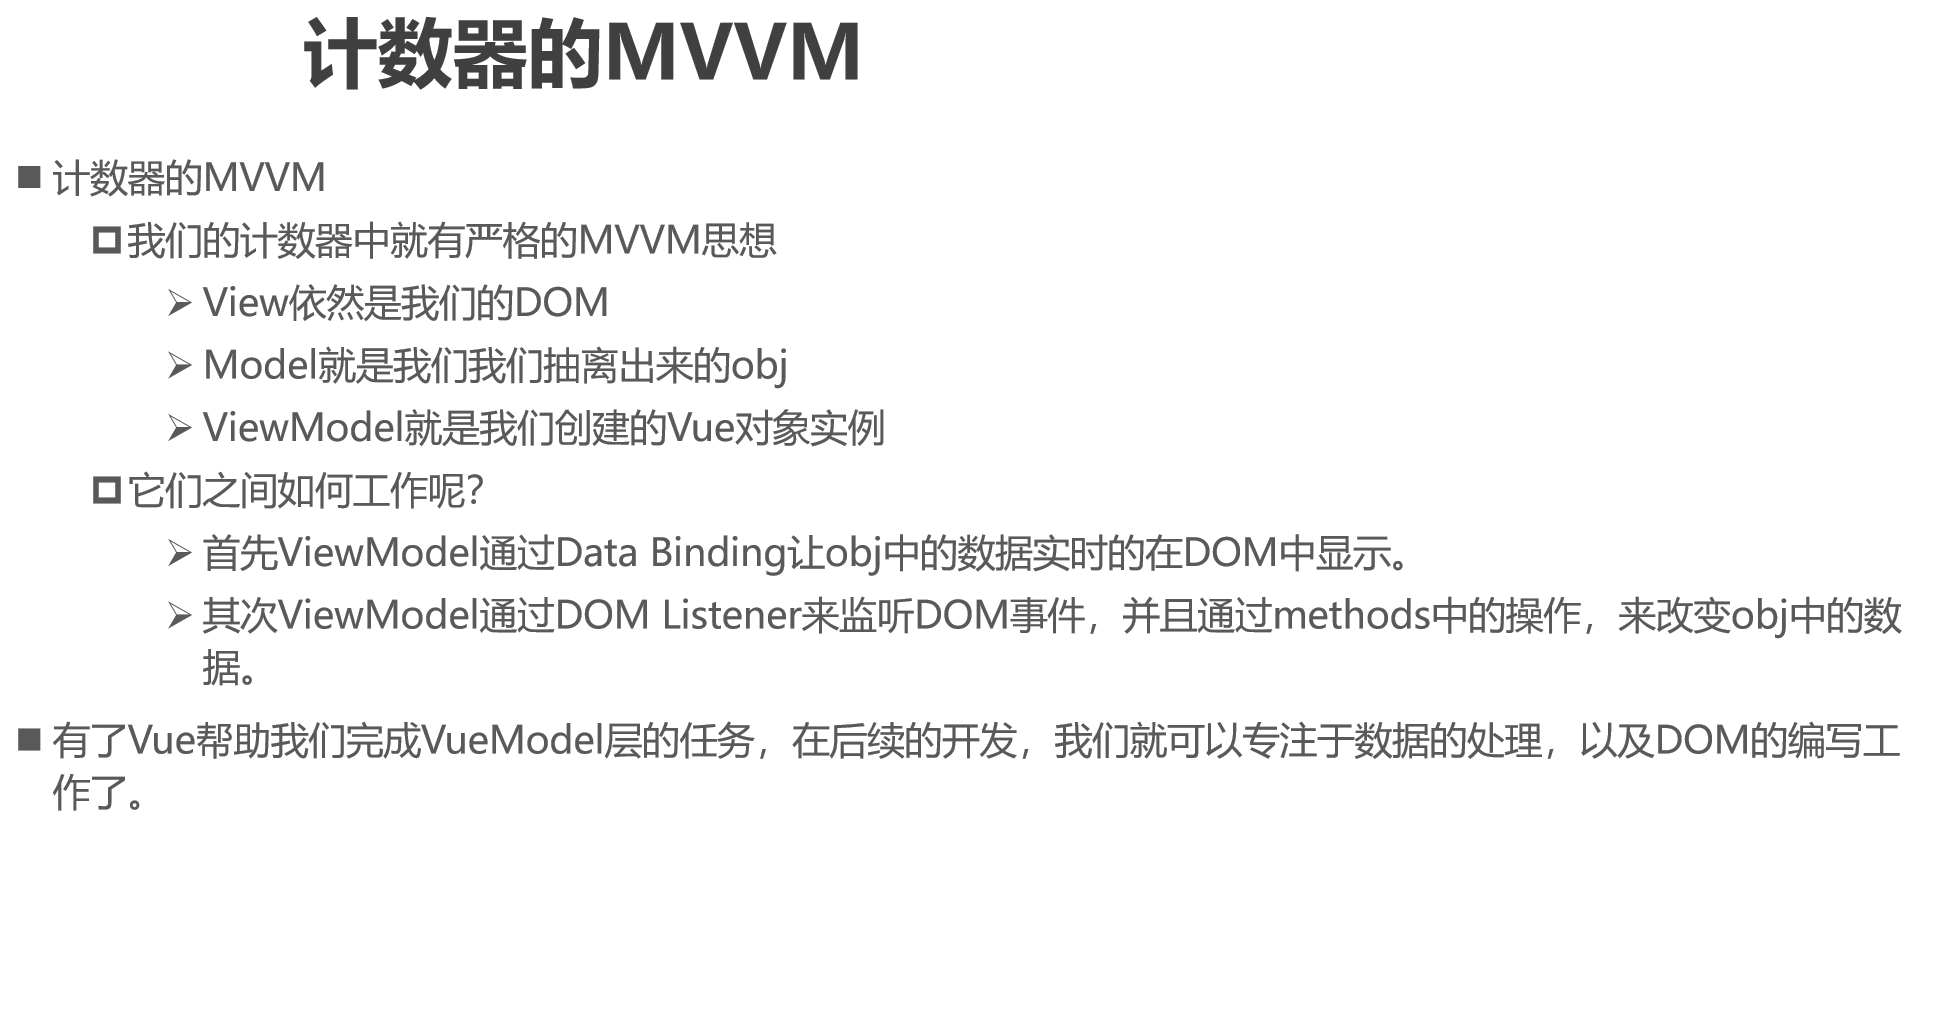 计数器的MVVM
计数器的MVVM
我们的计数器中就有严格的MVVM思想
View依然是我们的DOM
Model就是我们我们抽离出来的obj
ViewModel就是我们创建的Vue对象实例
它们之间如何工作呢？
首先ViewModel通过Data Binding让obj中的数据实时的在DOM中显示。
其次ViewModel通过DOM Listener来监听DOM事件，并且通过methods中的操作，来改变obj中的数
据。
有了Vue帮助我们完成VueModel层的任务，在后续的开发，我们就可以专注于数据的处理，以及DOM的编写工
作了。